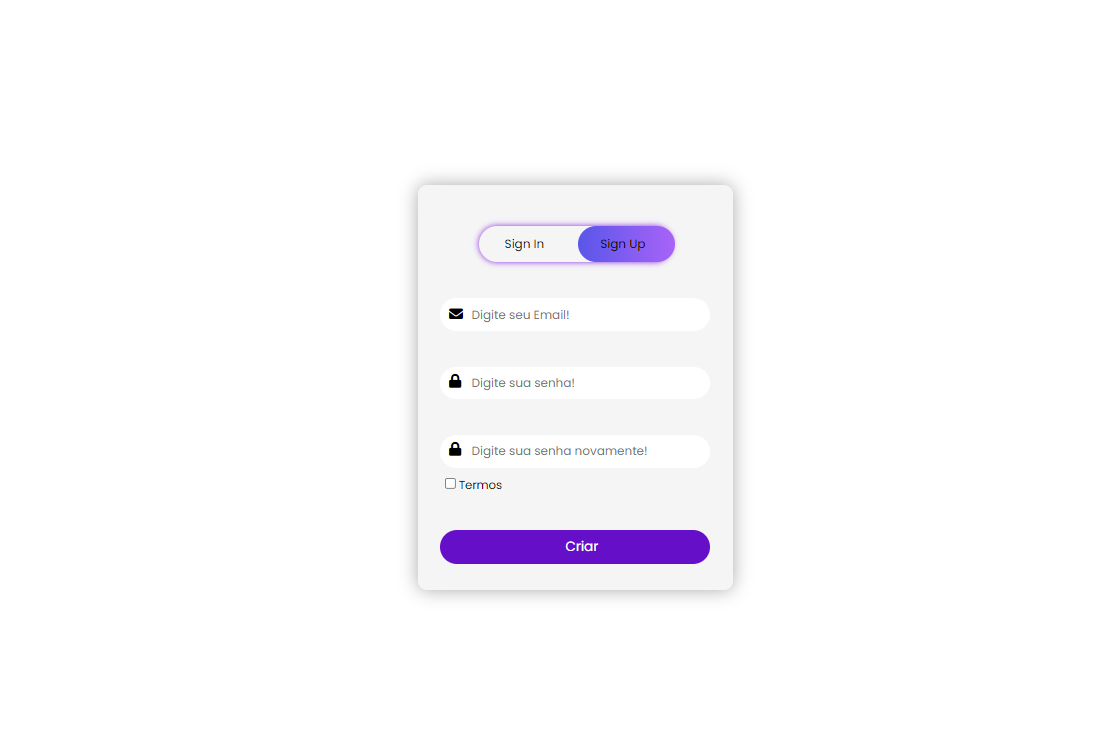 Sign In Sign Up
Digite seu Email!
Digite sua senha!
Digite sua senha novamente!
Termos
Criar